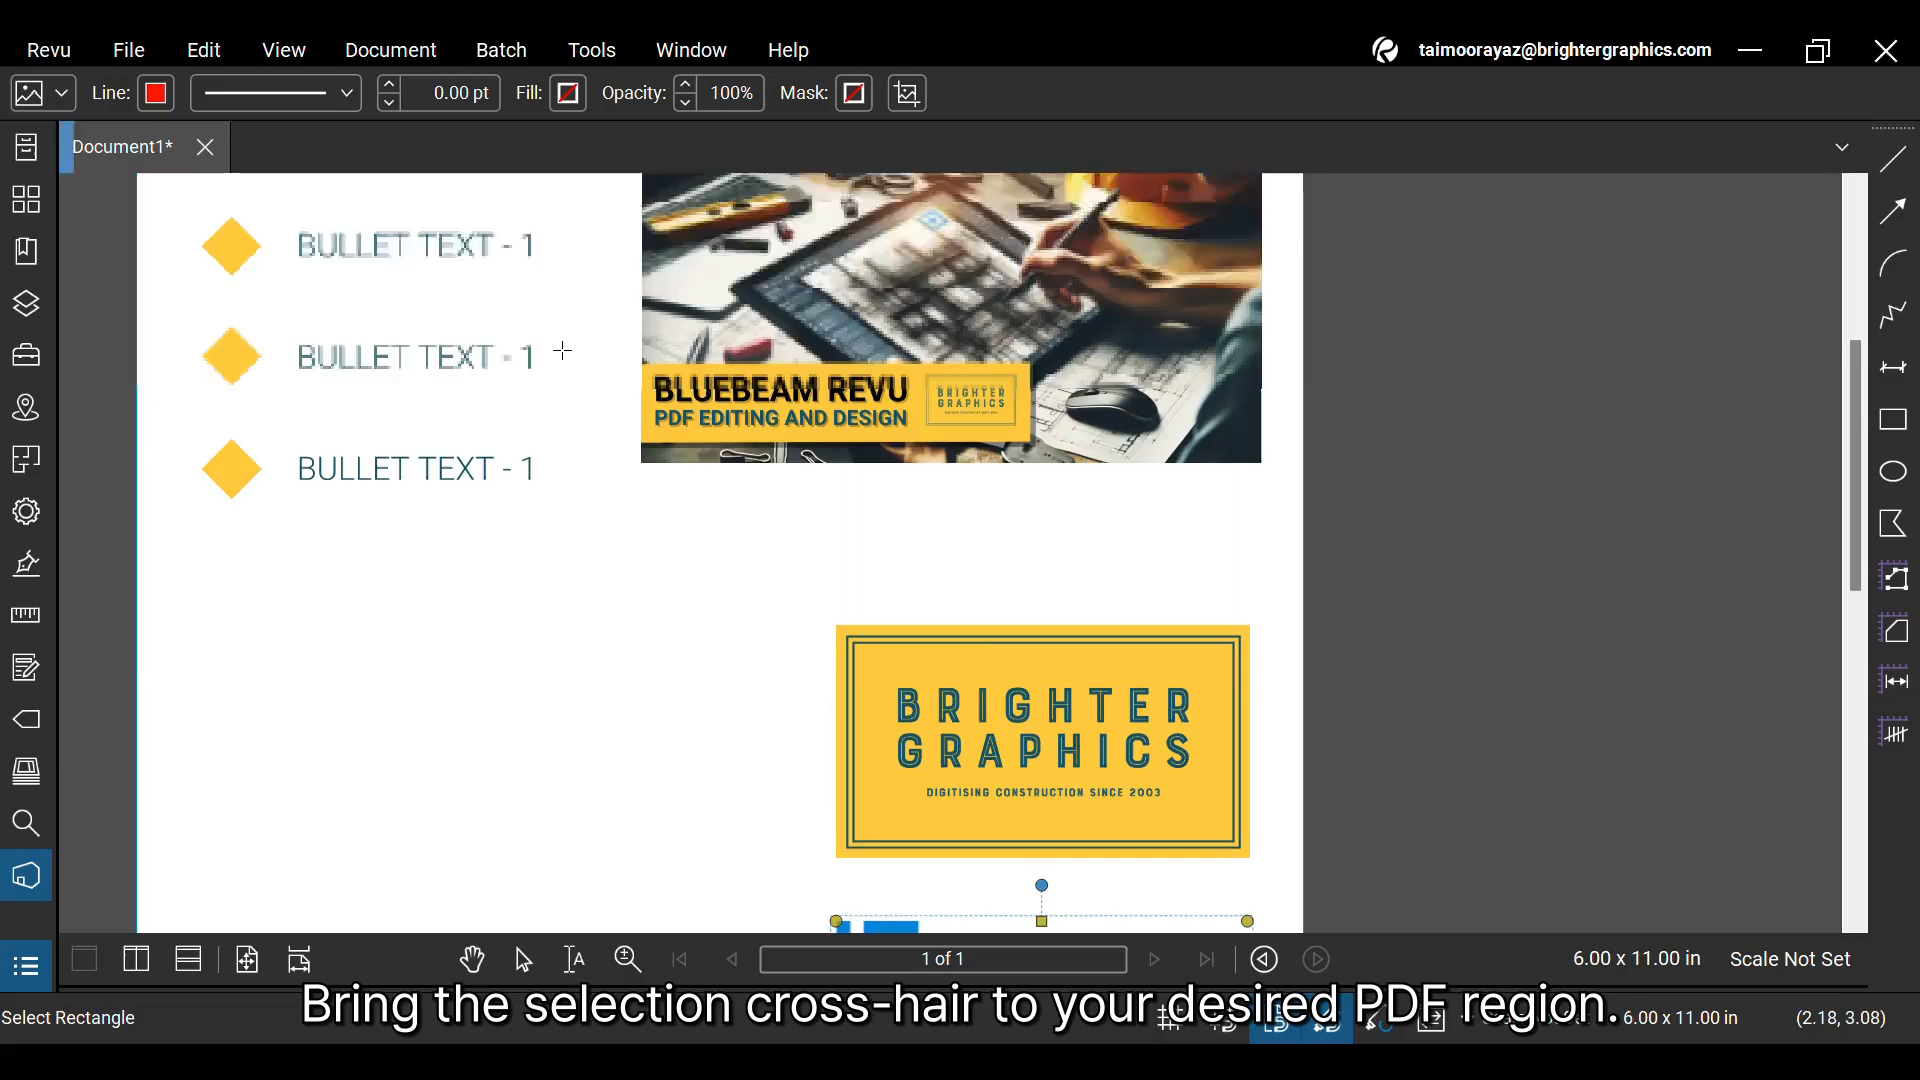 Revu File Edit View Document Batch Tools Window Help taimoorayaz@brightergraphics.com
Line: 0.00 pt Fill: Opacity: 100% Mask:
Document1*
BULLET TEXT - 1
BULLET TEXT - 1
BULLET TEXT - 1
BLUEBEAM REVU
PDF EDITING AND DESIGN
BRIGHTER
GRAPHICS
BRIGHTER
GRAPHICS
DIGITISING CONSTRUCTION SINCE 2003
1 of 1
6.00 x 11.00 in Scale Not Set
Bring the selection cross-hair to your desired PDF region.
Select Rectangle 6.00 x 11.00 in (2.18, 3.08)